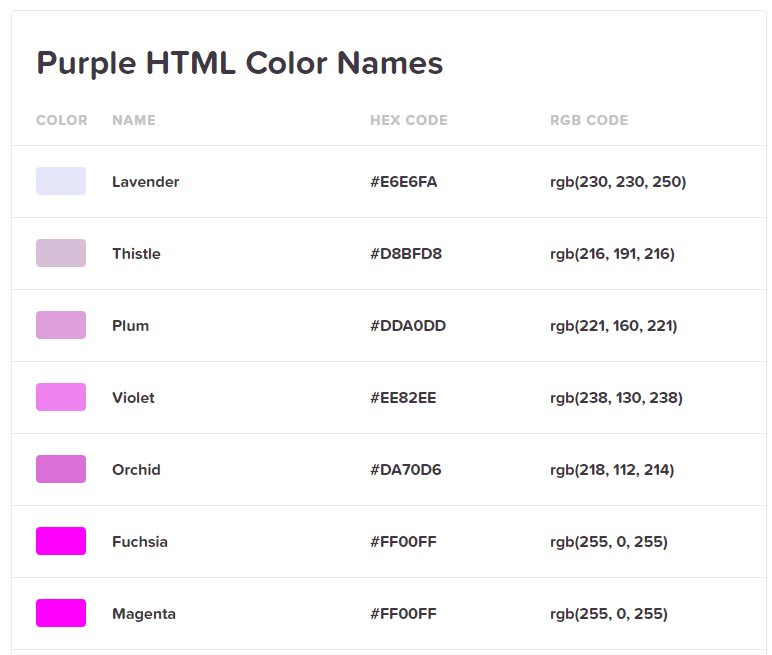 Purple HTML Color Names
COLOR NAME HEX CODE RGB CODE
Lavender #E6E6FA rgb(230, 230, 250)
Thistle #D8BFD8 rgb(216, 191, 216)
Plum #DDA0DD rgb(221, 160, 221)
Violet #EE82EE rgb(238, 130, 238)
Orchid #DA70D6 rgb(218, 112, 214)
Fuchsia #FF00FF rgb(255, 0, 255)
Magenta #FF00FF rgb(255, 0, 255)